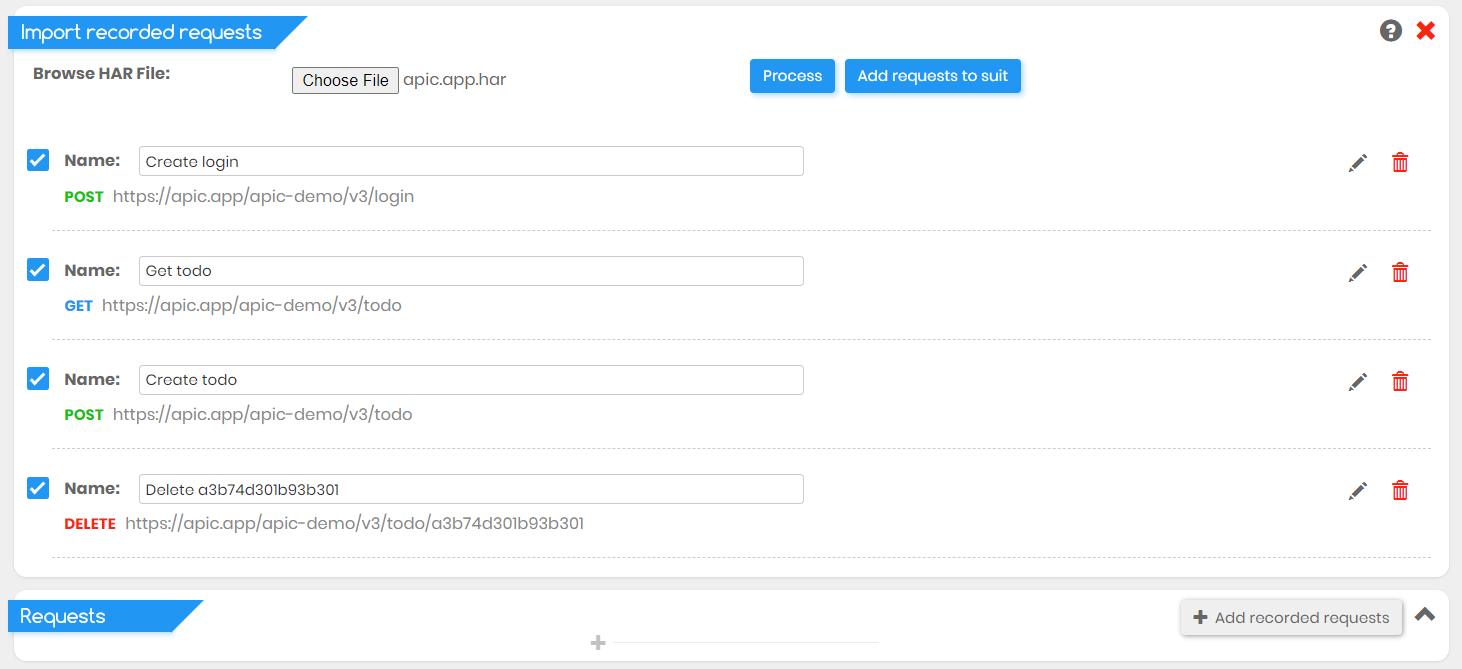 Import recorded requests
Browse HAR File:
Choose File apic.app.har
Process
Add requests to suit
Name: Create login
POST https://apic.app/apic-demo/v3/login
Name: Get todo
GET https://apic.app/apic-demo/v3/todo
Name: Create todo
POST https://apic.app/apic-demo/v3/todo
Name: Delete a3b74d301b93b301
DELETE https://apic.app/apic-demo/v3/todo/a3b74d301b93b301
Requests
Add recorded requests